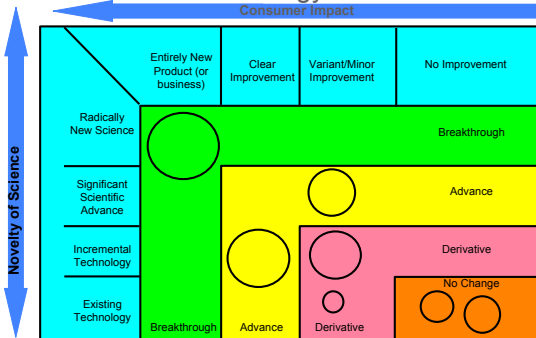 Consumer Impact
Entirely New
Product (or
business)
Clear
Improvement
Variant/Minor
Improvement
No Improvement
Novelty of Science
Radically
New Science
Breakthrough
Significant
Scientific
Advance
Advance
Incremental
Technology
Derivative
No Change
Existing
Technology
Breakthrough
Advance
Derivative